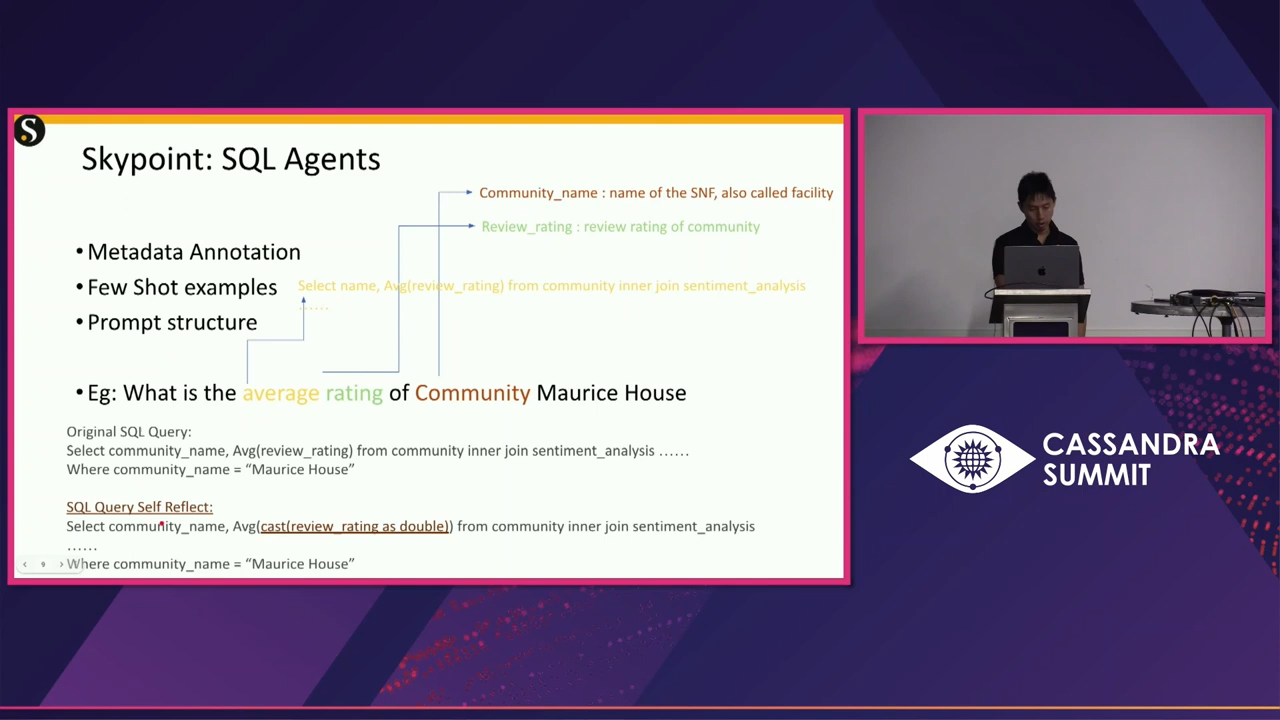 S
Skypoint: SQL Agents
Community_name : name of the SNF, also called facility
Review_rating : review rating of community
• Metadata Annotation
• Few Shot examples
Select name, Avg(review_rating) from community inner join sentiment_analysis
......
• Prompt structure
• Eg: What is the average rating of Community Maurice House
Original SQL Query:
Select community_name, Avg(review_rating) from community inner join sentiment_analysis ......
Where community_name = “Maurice House”
SQL Query Self Reflect:
Select community_name, Avg(cast(review_rating as double)) from community inner join sentiment_analysis
......
Where community_name = “Maurice House”
9
CASSANDRA
SUMMIT